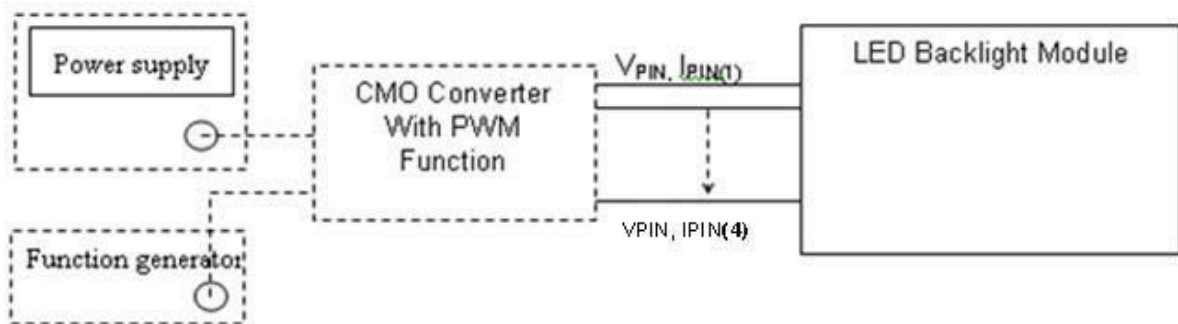 Power supply
CMO Converter
With PWM
Function
VPIN, IPIN(1)
LED Backlight Module
VPIN, IPIN(4)
Function generator